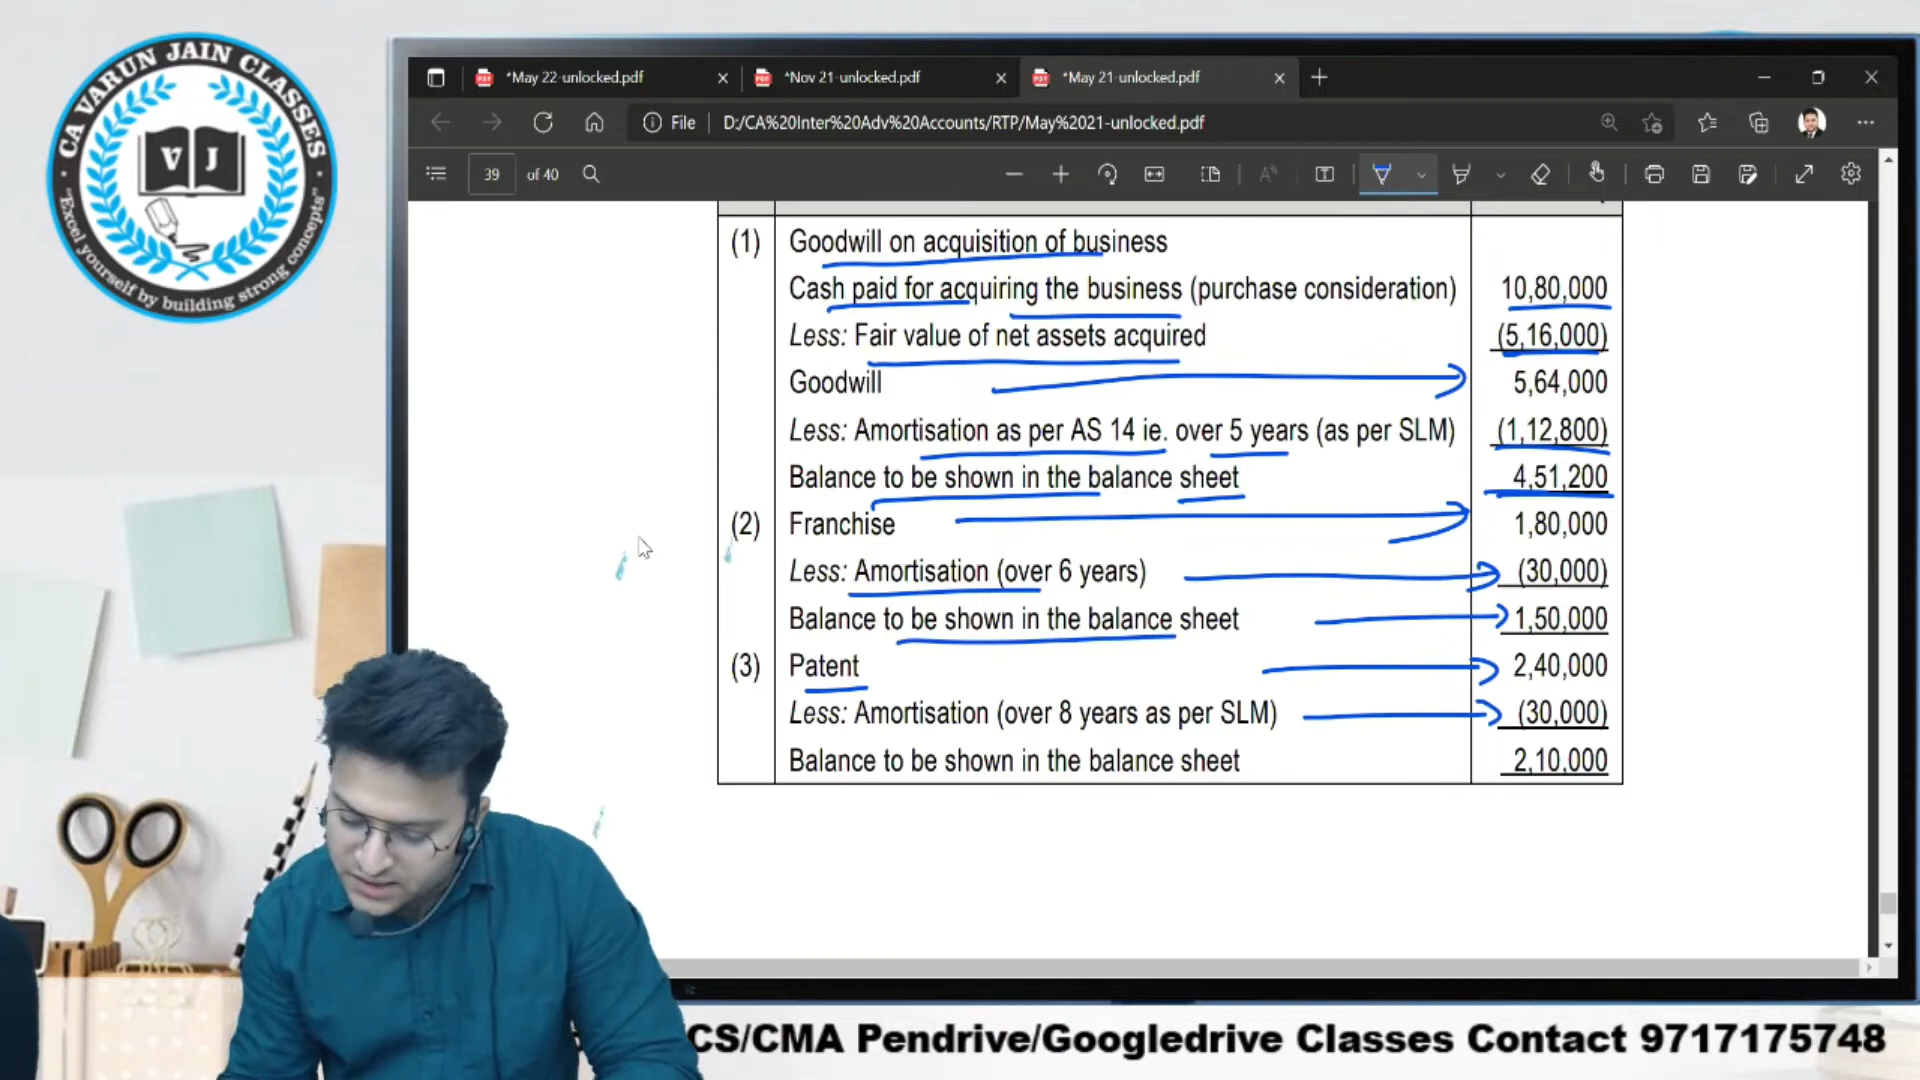 CA VARUN JAIN CLASSES
VJ
"Excel yourself by building strong concepts"
*May 22-unlocked.pdf
*Nov 21-unlocked.pdf
*May 21-unlocked.pdf
File
D:/CA%20Inter%20Adv%20Accounts/RTP/May%2021-unlocked.pdf
39 of 40
(1) Goodwill on acquisition of business
Cash paid for acquiring the business (purchase consideration) 10,80,000
Less: Fair value of net assets acquired (5,16,000)
Goodwill 5,64,000
Less: Amortisation as per AS 14 ie. over 5 years (as per SLM) (1,12,800)
Balance to be shown in the balance sheet 4,51,200
(2) Franchise 1,80,000
Less: Amortisation (over 6 years) (30,000)
Balance to be shown in the balance sheet 1,50,000
(3) Patent 2,40,000
Less: Amortisation (over 8 years as per SLM) (30,000)
Balance to be shown in the balance sheet 2,10,000
CS/CMA Pendrive/Googledrive Classes Contact 9717175748